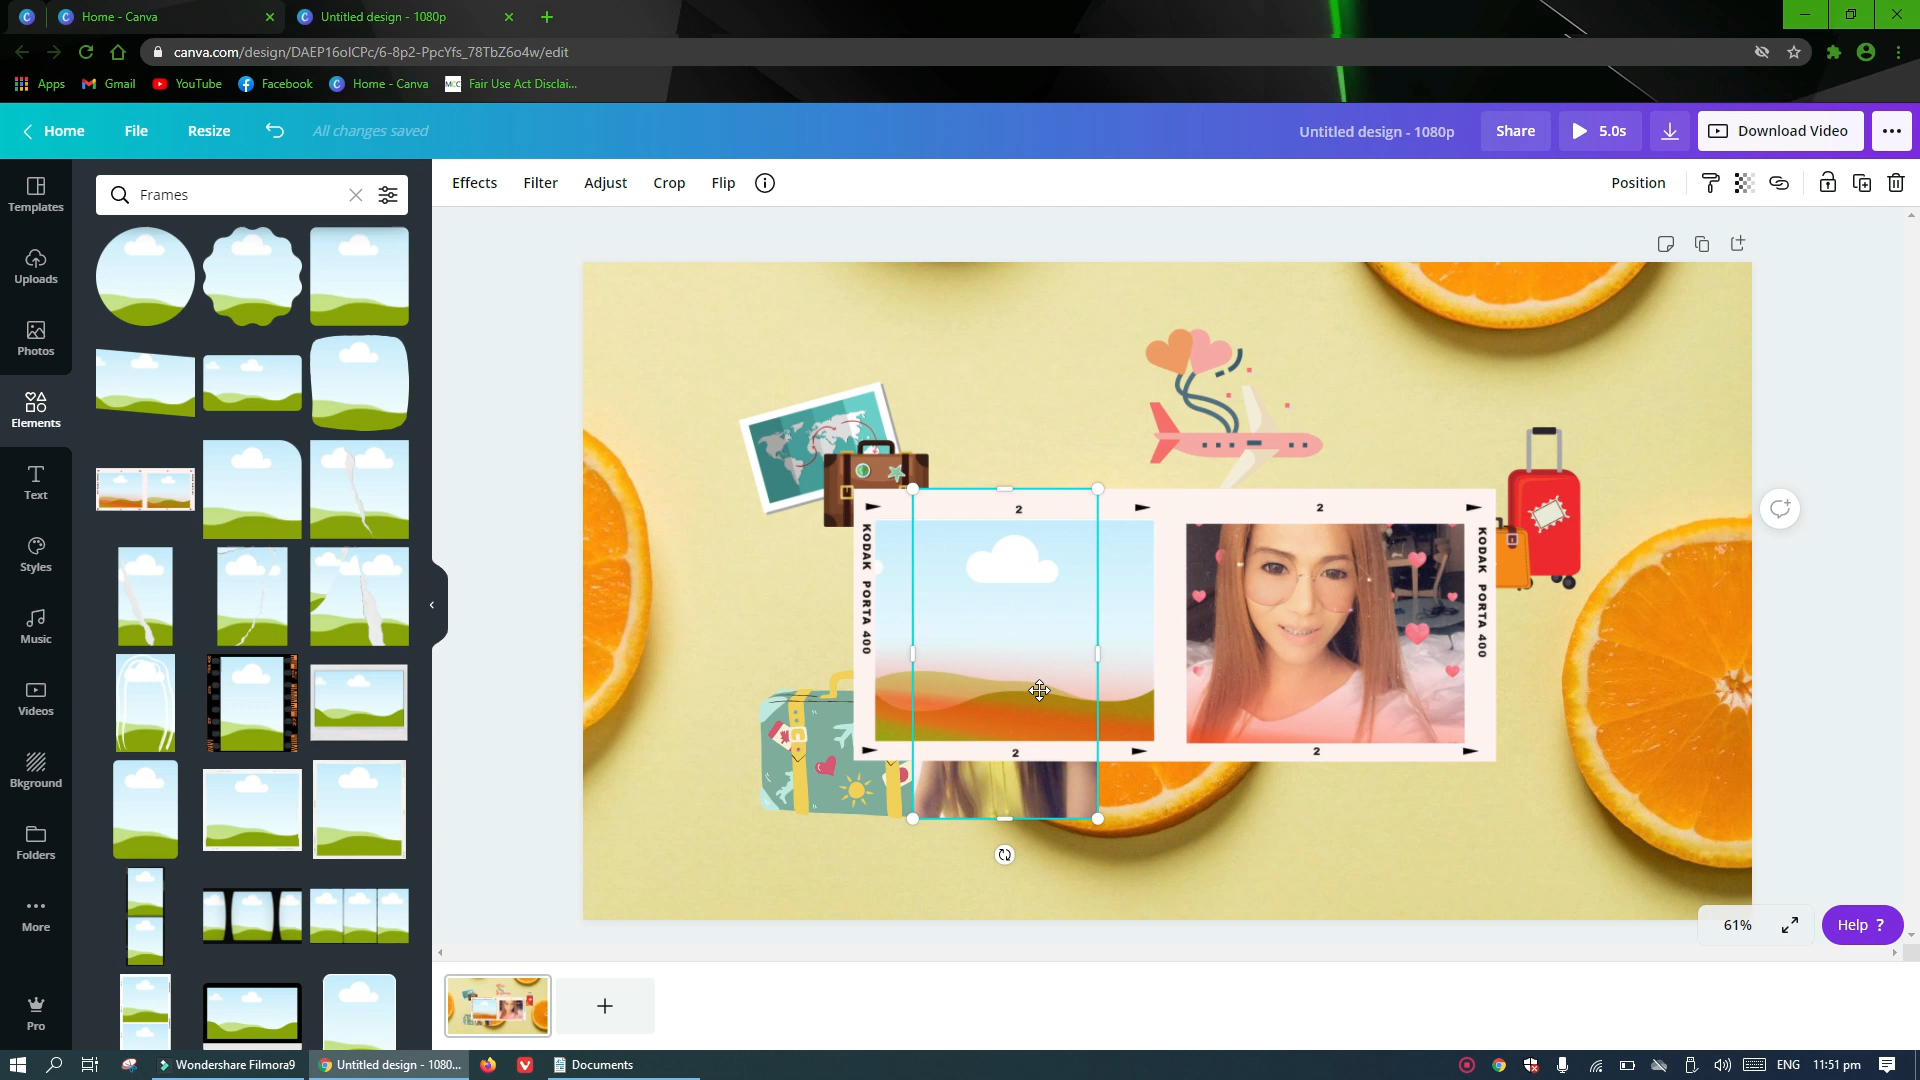 Home - Canva
Untitled design - 1080p
canva.com/design/DAEP16olCPc/6-8p2-PpcYfs_78TbZ6o4w/edit
Apps
Gmail
YouTube
Facebook
Home - Canva
MCC
Fair Use Act Disclai...
Home
File
Resize
All changes saved
Untitled design - 1080p
Share
5.0s
Download Video
Templates
Uploads
Photos
Elements
Text
Styles
Music
Videos
Bkground
Folders
More
Pro
Frames
Effects
Filter
Adjust
Crop
Flip
Position
2
2
KODAK PORTA 400
KODAK PORTA 400
2
2
61%
Help ?
Wondershare Filmora9
Untitled design - 1080...
Documents
ENG
11:51 pm